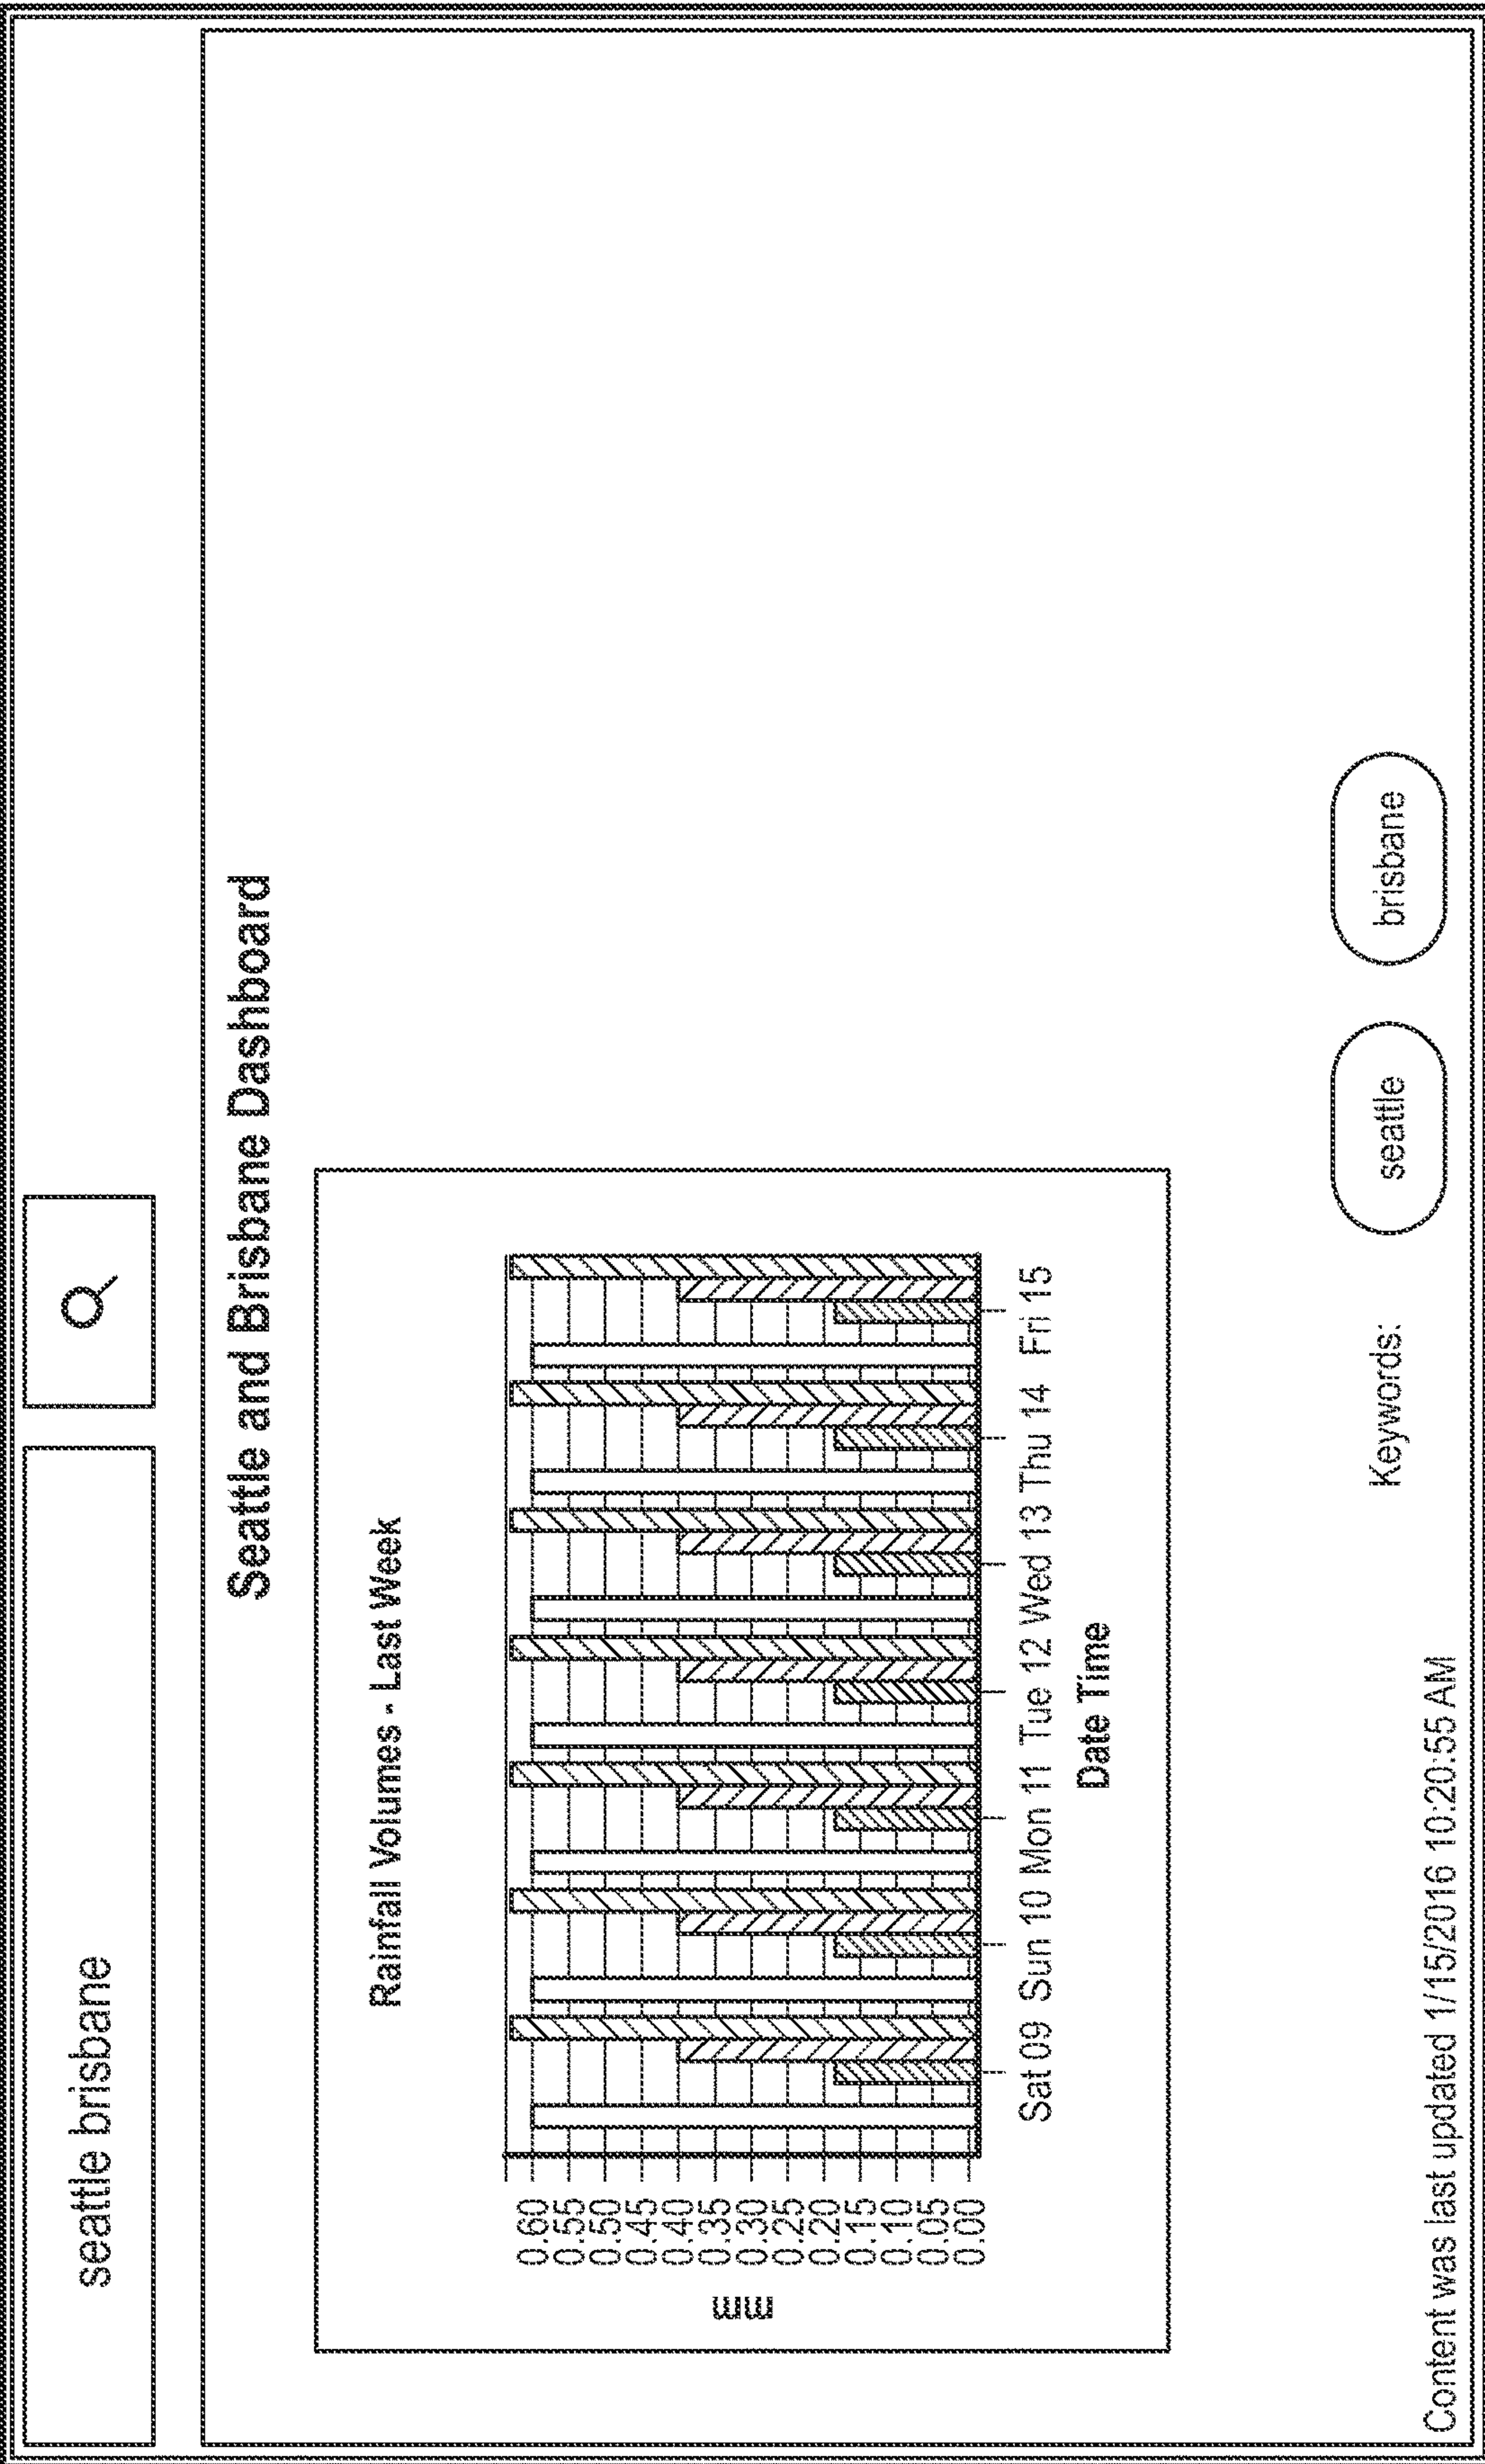 seattle brisbane
Seattle and Brisbane Dashboard
Rainfall Volumes - Last Week
mm
0.60
0.55
0.50
0.45
0.40
0.35
0.30
0.25
0.20
0.15
0.10
0.05
0.00
Sat 09 Sun 10 Mon 11 Tue 12 Wed 13 Thu 14 Fri 15
Date Time
Keywords: seattle brisbane
Content was last updated 1/15/2016 10:20:55 AM